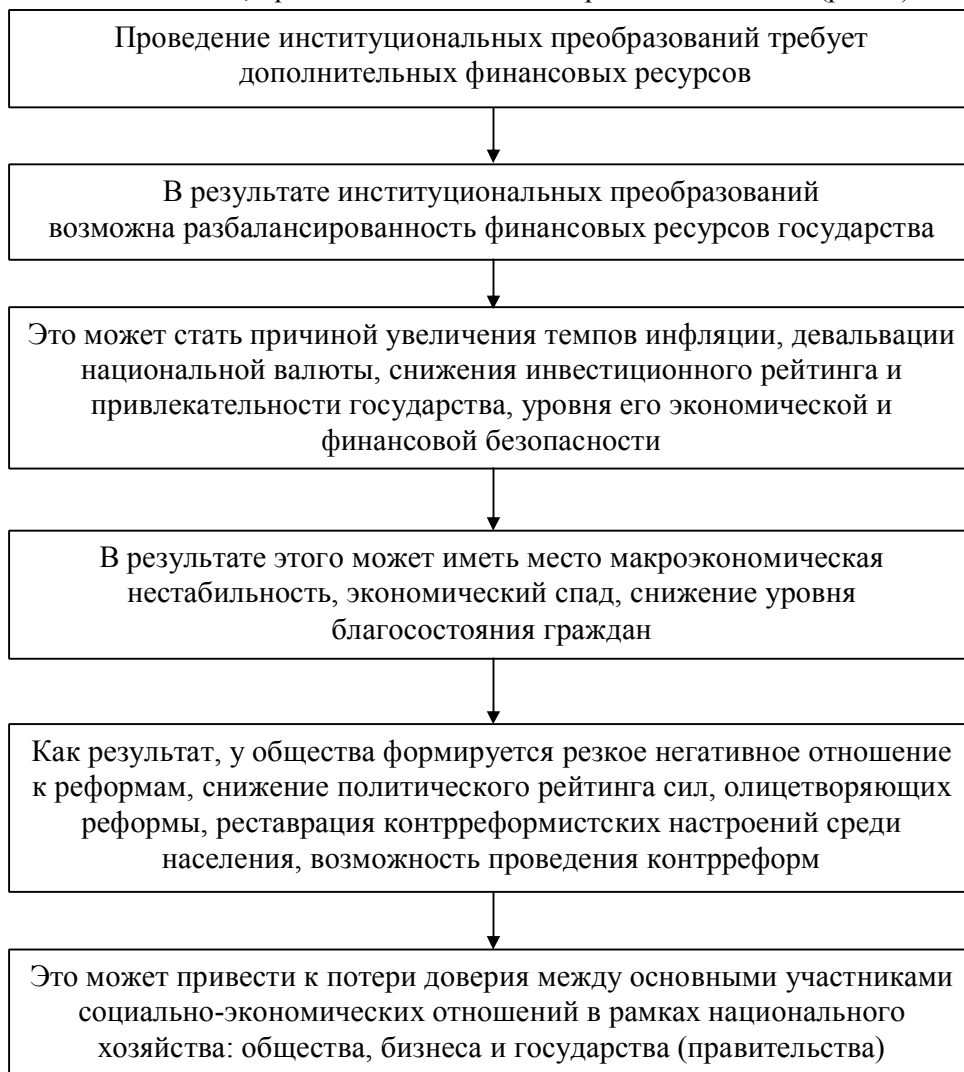 Проведение институциональных преобразований требует
дополнительных финансовых ресурсов
В результате институциональных преобразований
возможна разбалансированность финансовых ресурсов государства
Это может стать причиной увеличения темпов инфляции, девальвации
национальной валюты, снижения инвестиционного рейтинга и
привлекательности государства, уровня его экономической и
финансовой безопасности
В результате этого может иметь место макроэкономическая
нестабильность, экономический спад, снижение уровня
благосостояния граждан
Как результат, у общества формируется резкое негативное отношение
к реформам, снижение политического рейтинга сил, олицетворяющих
реформы, реставрация контрреформистских настроений среди
населения, возможность проведения контрреформ
Это может привести к потери доверия между основными участниками
социально-экономических отношений в рамках национального
хозяйства: общества, бизнеса и государства (правительства)